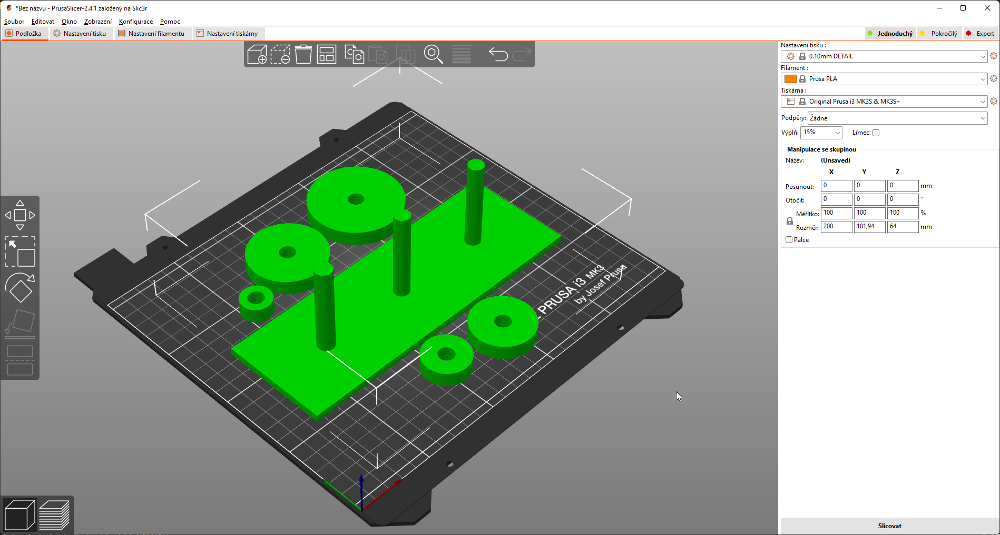 *Bez názvu - PrusaSlicer-2.4.1 založený na Slic3r
Soubor Editovat Okno Zobrazení Konfigurace Pomoc
Podložka Nastavení tisku Nastavení filamentu Nastavení tiskárny
Jednoduchý Pokročilý Expert
Nastavení tisku :
0.10mm DETAIL
Filament :
Prusa PLA
Tiskárna :
Original Prusa i3 MK3S & MK3S+
Podpěry: Žádné
Výplň: 15% Límec:
Manipulace se skupinou
Název: (Unsaved)
X Y Z
Posunout: 0 0 0 mm
Otočit: 0 0 0 °
Měřítko: 100 100 100 %
Rozměr: 200 181,94 64 mm
Palce
PRUSA i3 MK3
by Josef Prusa
Slicovat